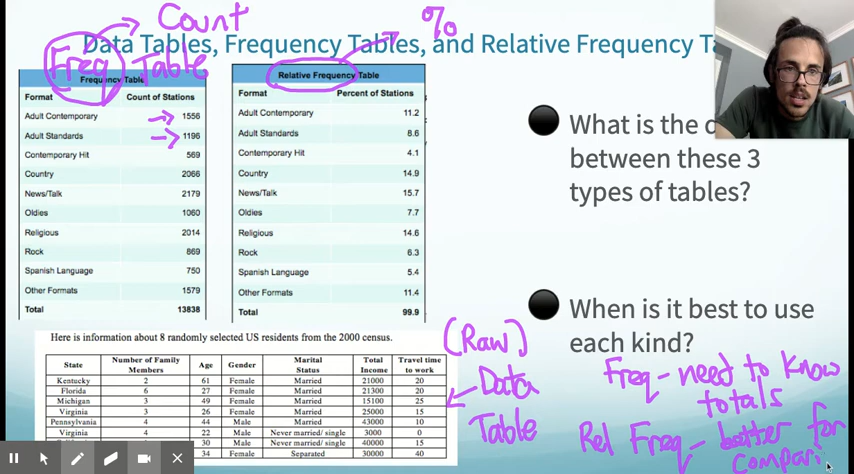 Count
%
Data Tables, Frequency Tables, and Relative Frequency Ta
Freq Table
Frequency Table
Format Count of Stations
Adult Contemporary 1556
Adult Standards 1196
Contemporary Hit 569
Country 2066
News/Talk 2179
Oldies 1060
Religious 2014
Rock 869
Spanish Language 750
Other Formats 1579
Total 13838
Relative Frequency Table
Format Percent of Stations
Adult Contemporary 11.2
Adult Standards 8.6
Contemporary Hit 4.1
Country 14.9
News/Talk 15.7
Oldies 7.7
Religious 14.6
Rock 6.3
Spanish Language 5.4
Other Formats 11.4
Total 99.9
What is the
between these 3
types of tables?
When is it best to use
each kind?
Here is information about 8 randomly selected US residents from the 2000 census.
State Number of Family Members Age Gender Marital Status Total Income Travel time to work
Kentucky 2 61 Female Married 21000 20
Florida 6 27 Female Married 21300 20
Michigan 3 49 Female Married 15100 25
Virginia 3 26 Female Married 25000 15
Pennsylvania 4 44 Male Married 43000 10
Virginia 4 22 Male Never married/ single 3000 0
30 Male Never married/ single 40000 15
34 Female Separated 30000 40
(Raw)
Data
Table
Freq - need to know
totals
Rel Freq - better for
compari